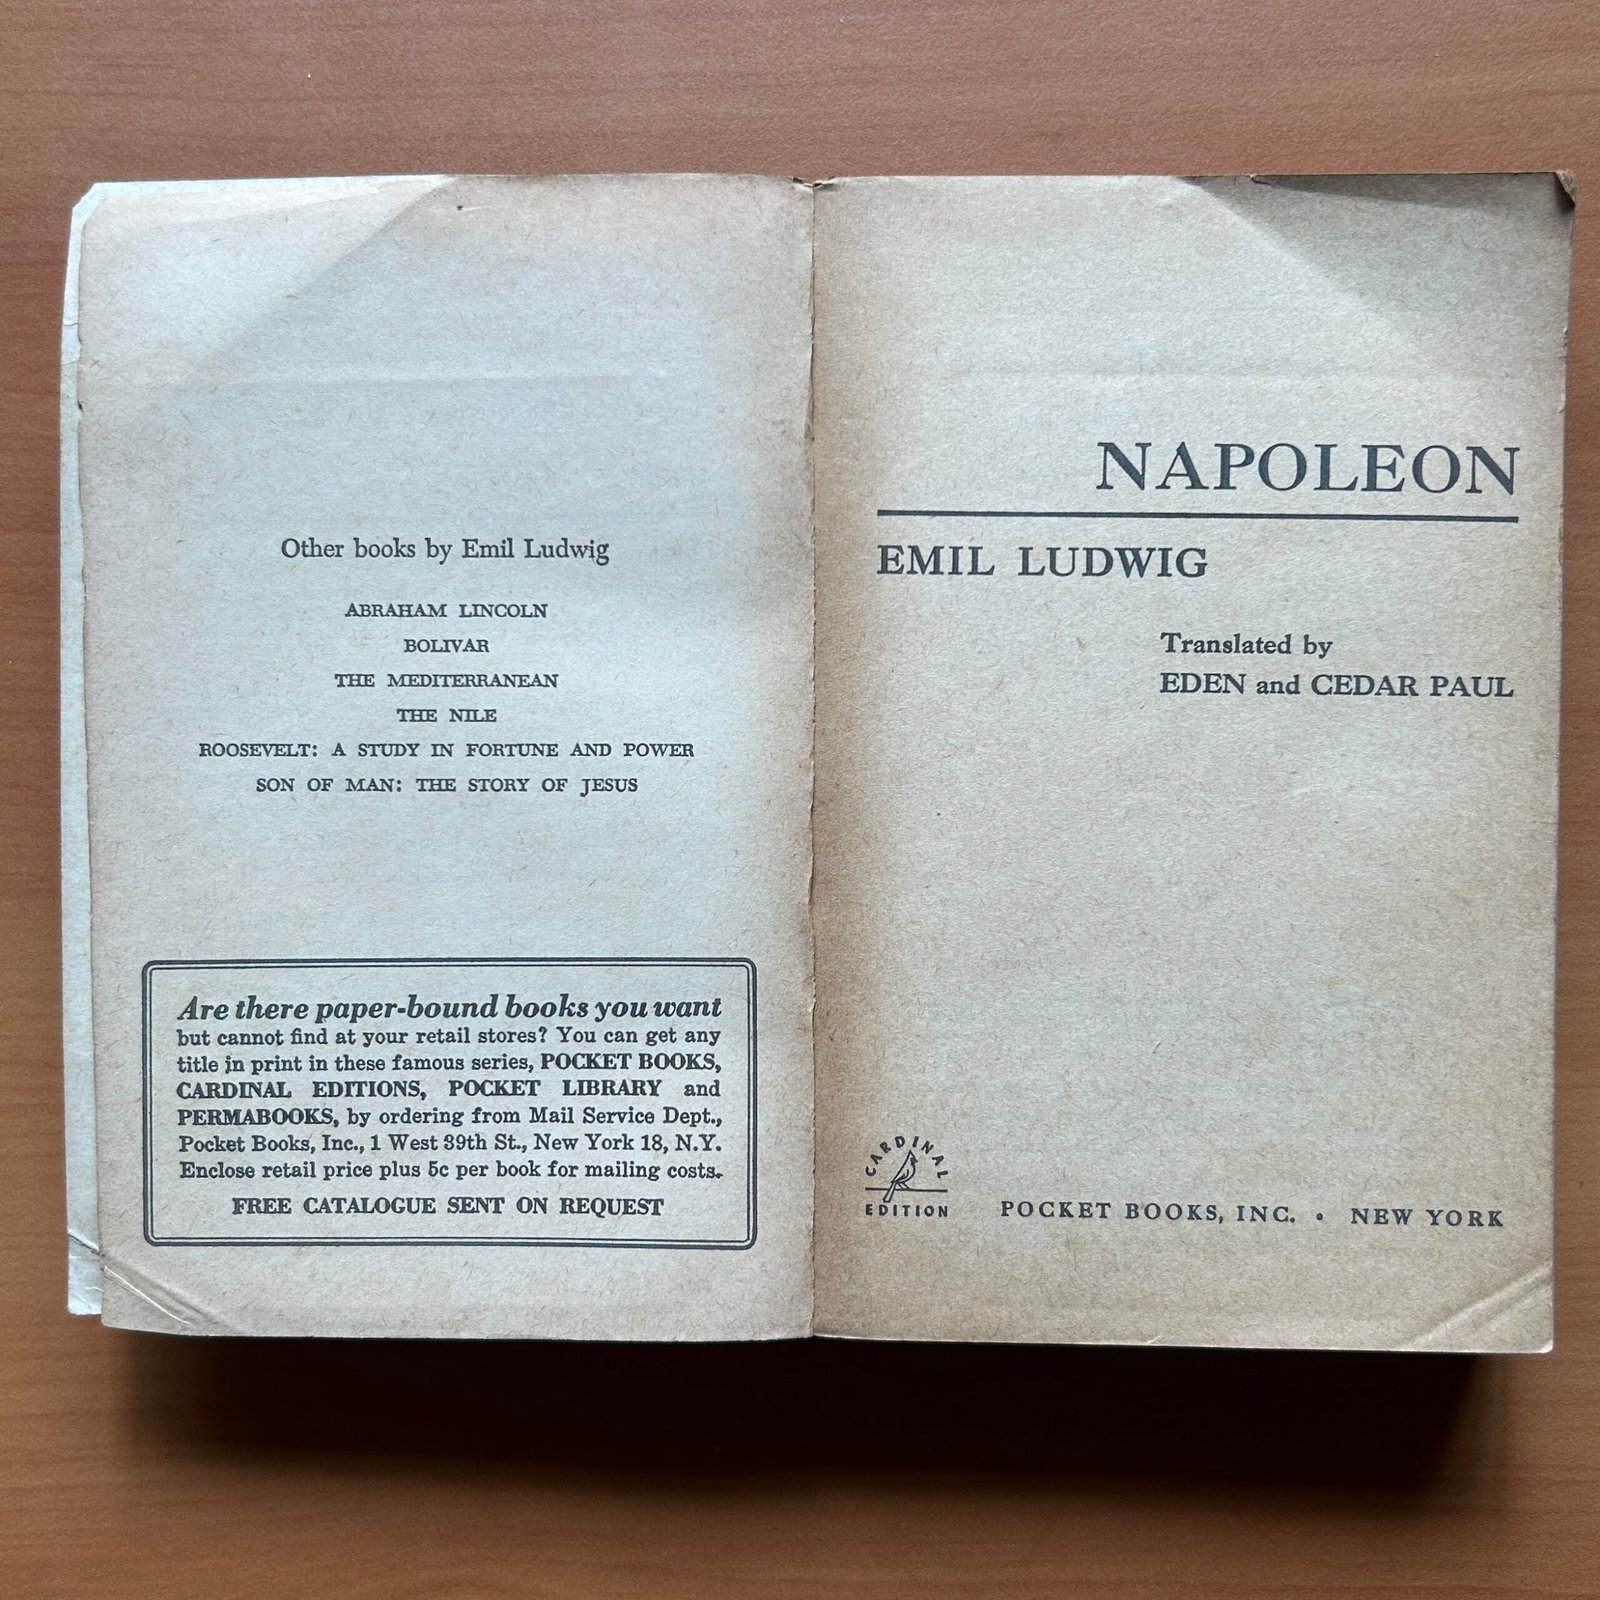 Other books by Emil Ludwig
ABRAHAM LINCOLN
BOLIVAR
THE MEDITERRANEAN
THE NILE
ROOSEVELT: A STUDY IN FORTUNE AND POWER
SON OF MAN: THE STORY OF JESUS
Are there paper-bound books you want
but cannot find at your retail stores? You can get any
title in print in these famous series, POCKET BOOKS,
CARDINAL EDITIONS, POCKET LIBRARY and
PERMABOOKS, by ordering from Mail Service Dept.,
Pocket Books, Inc., 1 West 39th St., New York 18, N.Y.
Enclose retail price plus 5c per book for mailing costs.
FREE CATALOGUE SENT ON REQUEST
NAPOLEON
EMIL LUDWIG
Translated by
EDEN and CEDAR PAUL
CARDINAL
EDITION
POCKET BOOKS, INC. • NEW YORK